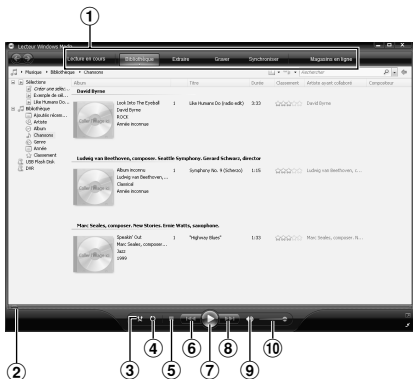 1
Lecteur Windows Media
Lecture en cours Bibliothèque Extraire Graver Synchroniser Magasins en ligne
Musique Bibliothèque Chansons Rechercher
Sélections
Créer une sélec...
Exemple de sél...
Like Humans Do...
Bibliothèque
Ajoutés récem...
Artiste
Album
Chansons
Genre
Année
Classement
USB Flash Disk
DVR
Album Titre Durée Classement Artiste ayant collaboré Compositeur
David Byrne
Look Into The Eyeball 1 Like Humans Do (radio edit) 3:33 David Byrne
David Byrne
ROCK
Année inconnue
Ludwig van Beethoven, composer. Seattle Symphony. Gerard Schwarz, director
Album inconnu 1 Symphony No. 9 (Scherzo) 1:15 Ludwig van Beethoven, c...
Ludwig van Beethoven,...
Classical
Année inconnue
Marc Seales, composer. New Stories. Ernie Watts, saxophone.
Speakin' Out 1 "Highway Blues" 1:33 Marc Seales, composer. N...
Marc Seales, composer...
Jazz
1999
2 3 4 5 6 7 8 9 10